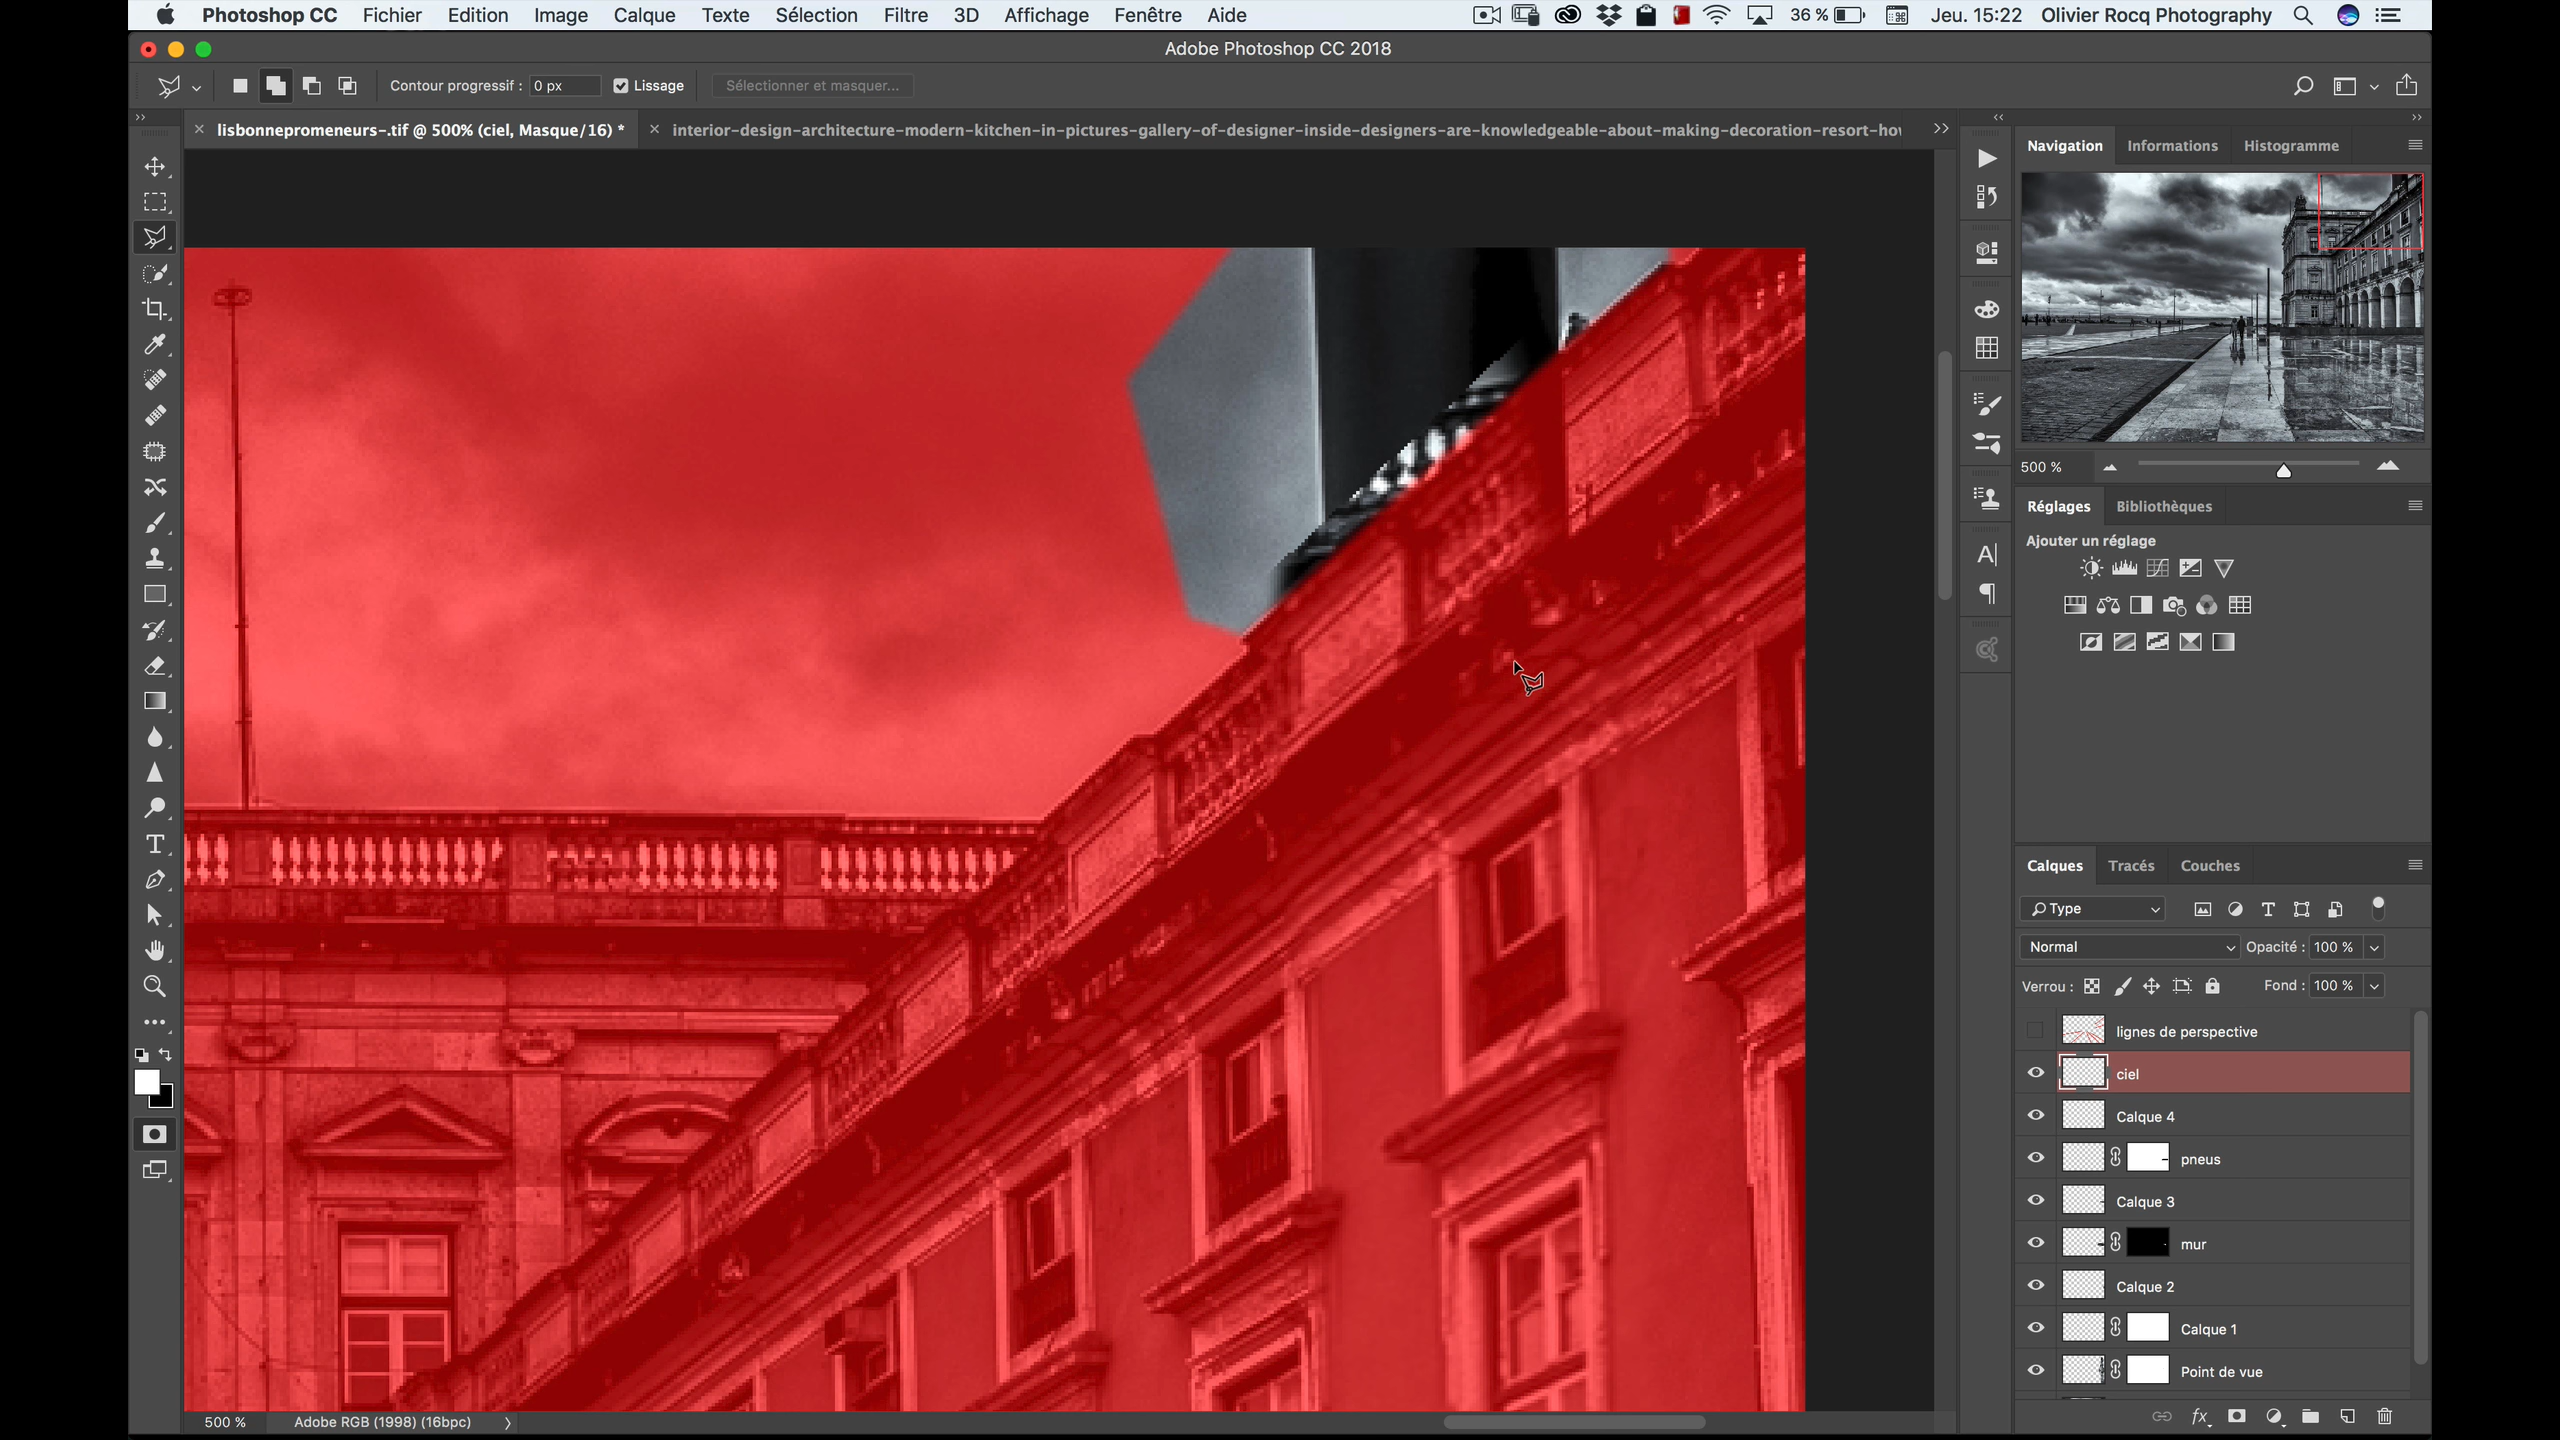 Photoshop CC Fichier Edition Image Calque Texte Sélection Filtre 3D Affichage Fenêtre Aide 36 % Jeu. 15:22 Olivier Rocq Photography
Adobe Photoshop CC 2018
Contour progressif : 0 px Lissage Sélectionner et masquer...
lisbonnepromeneurs-.tif @ 500% (ciel, Masque/16) * interior-design-architecture-modern-kitchen-in-pictures-gallery-of-designer-inside-designers-are-knowledgeable-about-making-decoration-resort-hov
Navigation Informations Histogramme
500 %
Réglages Bibliothèques
Ajouter un réglage
Calques Tracés Couches
Type
Normal Opacité : 100 %
Verrou : Fond : 100 %
lignes de perspective
ciel
Calque 4
pneus
Calque 3
mur
Calque 2
Calque 1
Point de vue
500 % Adobe RGB (1998) (16bpc)